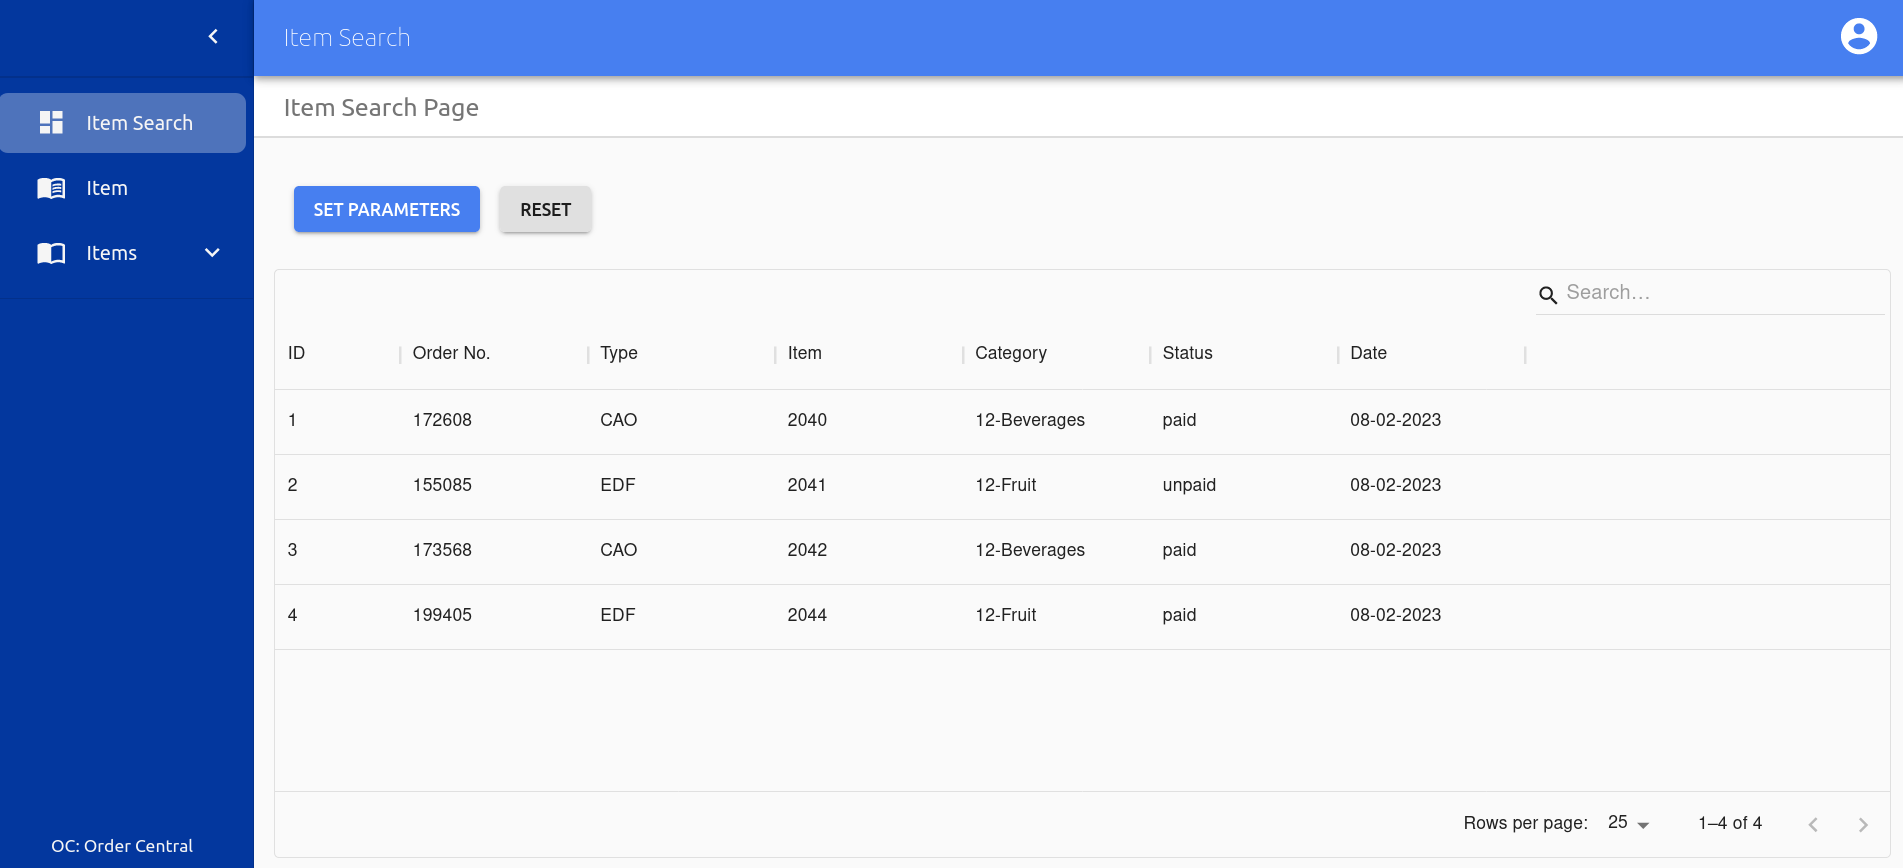 Item Search
Item Search
Item
Items
OC: Order Central
Item Search Page
SET PARAMETERS RESET
Search...
ID Order No. Type Item Category Status Date
1 172608 CAO 2040 12-Beverages paid 08-02-2023
2 155085 EDF 2041 12-Fruit unpaid 08-02-2023
3 173568 CAO 2042 12-Beverages paid 08-02-2023
4 199405 EDF 2044 12-Fruit paid 08-02-2023
Rows per page: 25 1–4 of 4